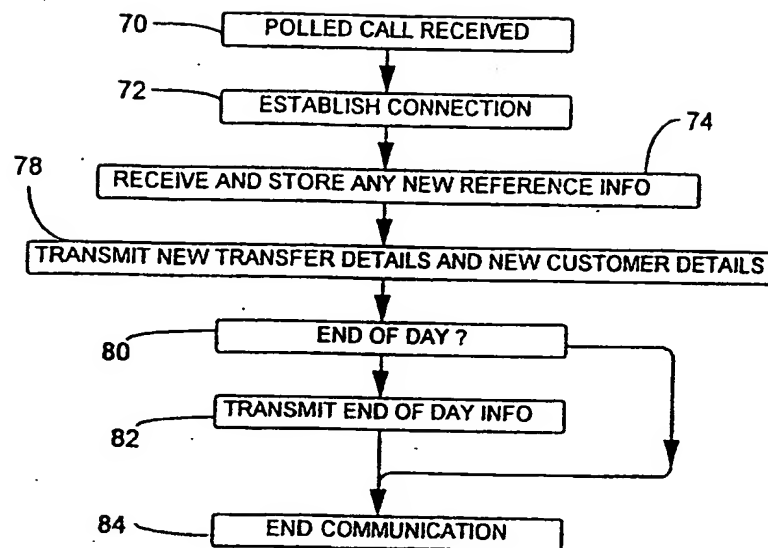 70
POLLED CALL RECEIVED
72
ESTABLISH CONNECTION
74
78
RECEIVE AND STORE ANY NEW REFERENCE INFO
TRANSMIT NEW TRANSFER DETAILS AND NEW CUSTOMER DETAILS
80
END OF DAY ?
82
TRANSMIT END OF DAY INFO
84
END COMMUNICATION